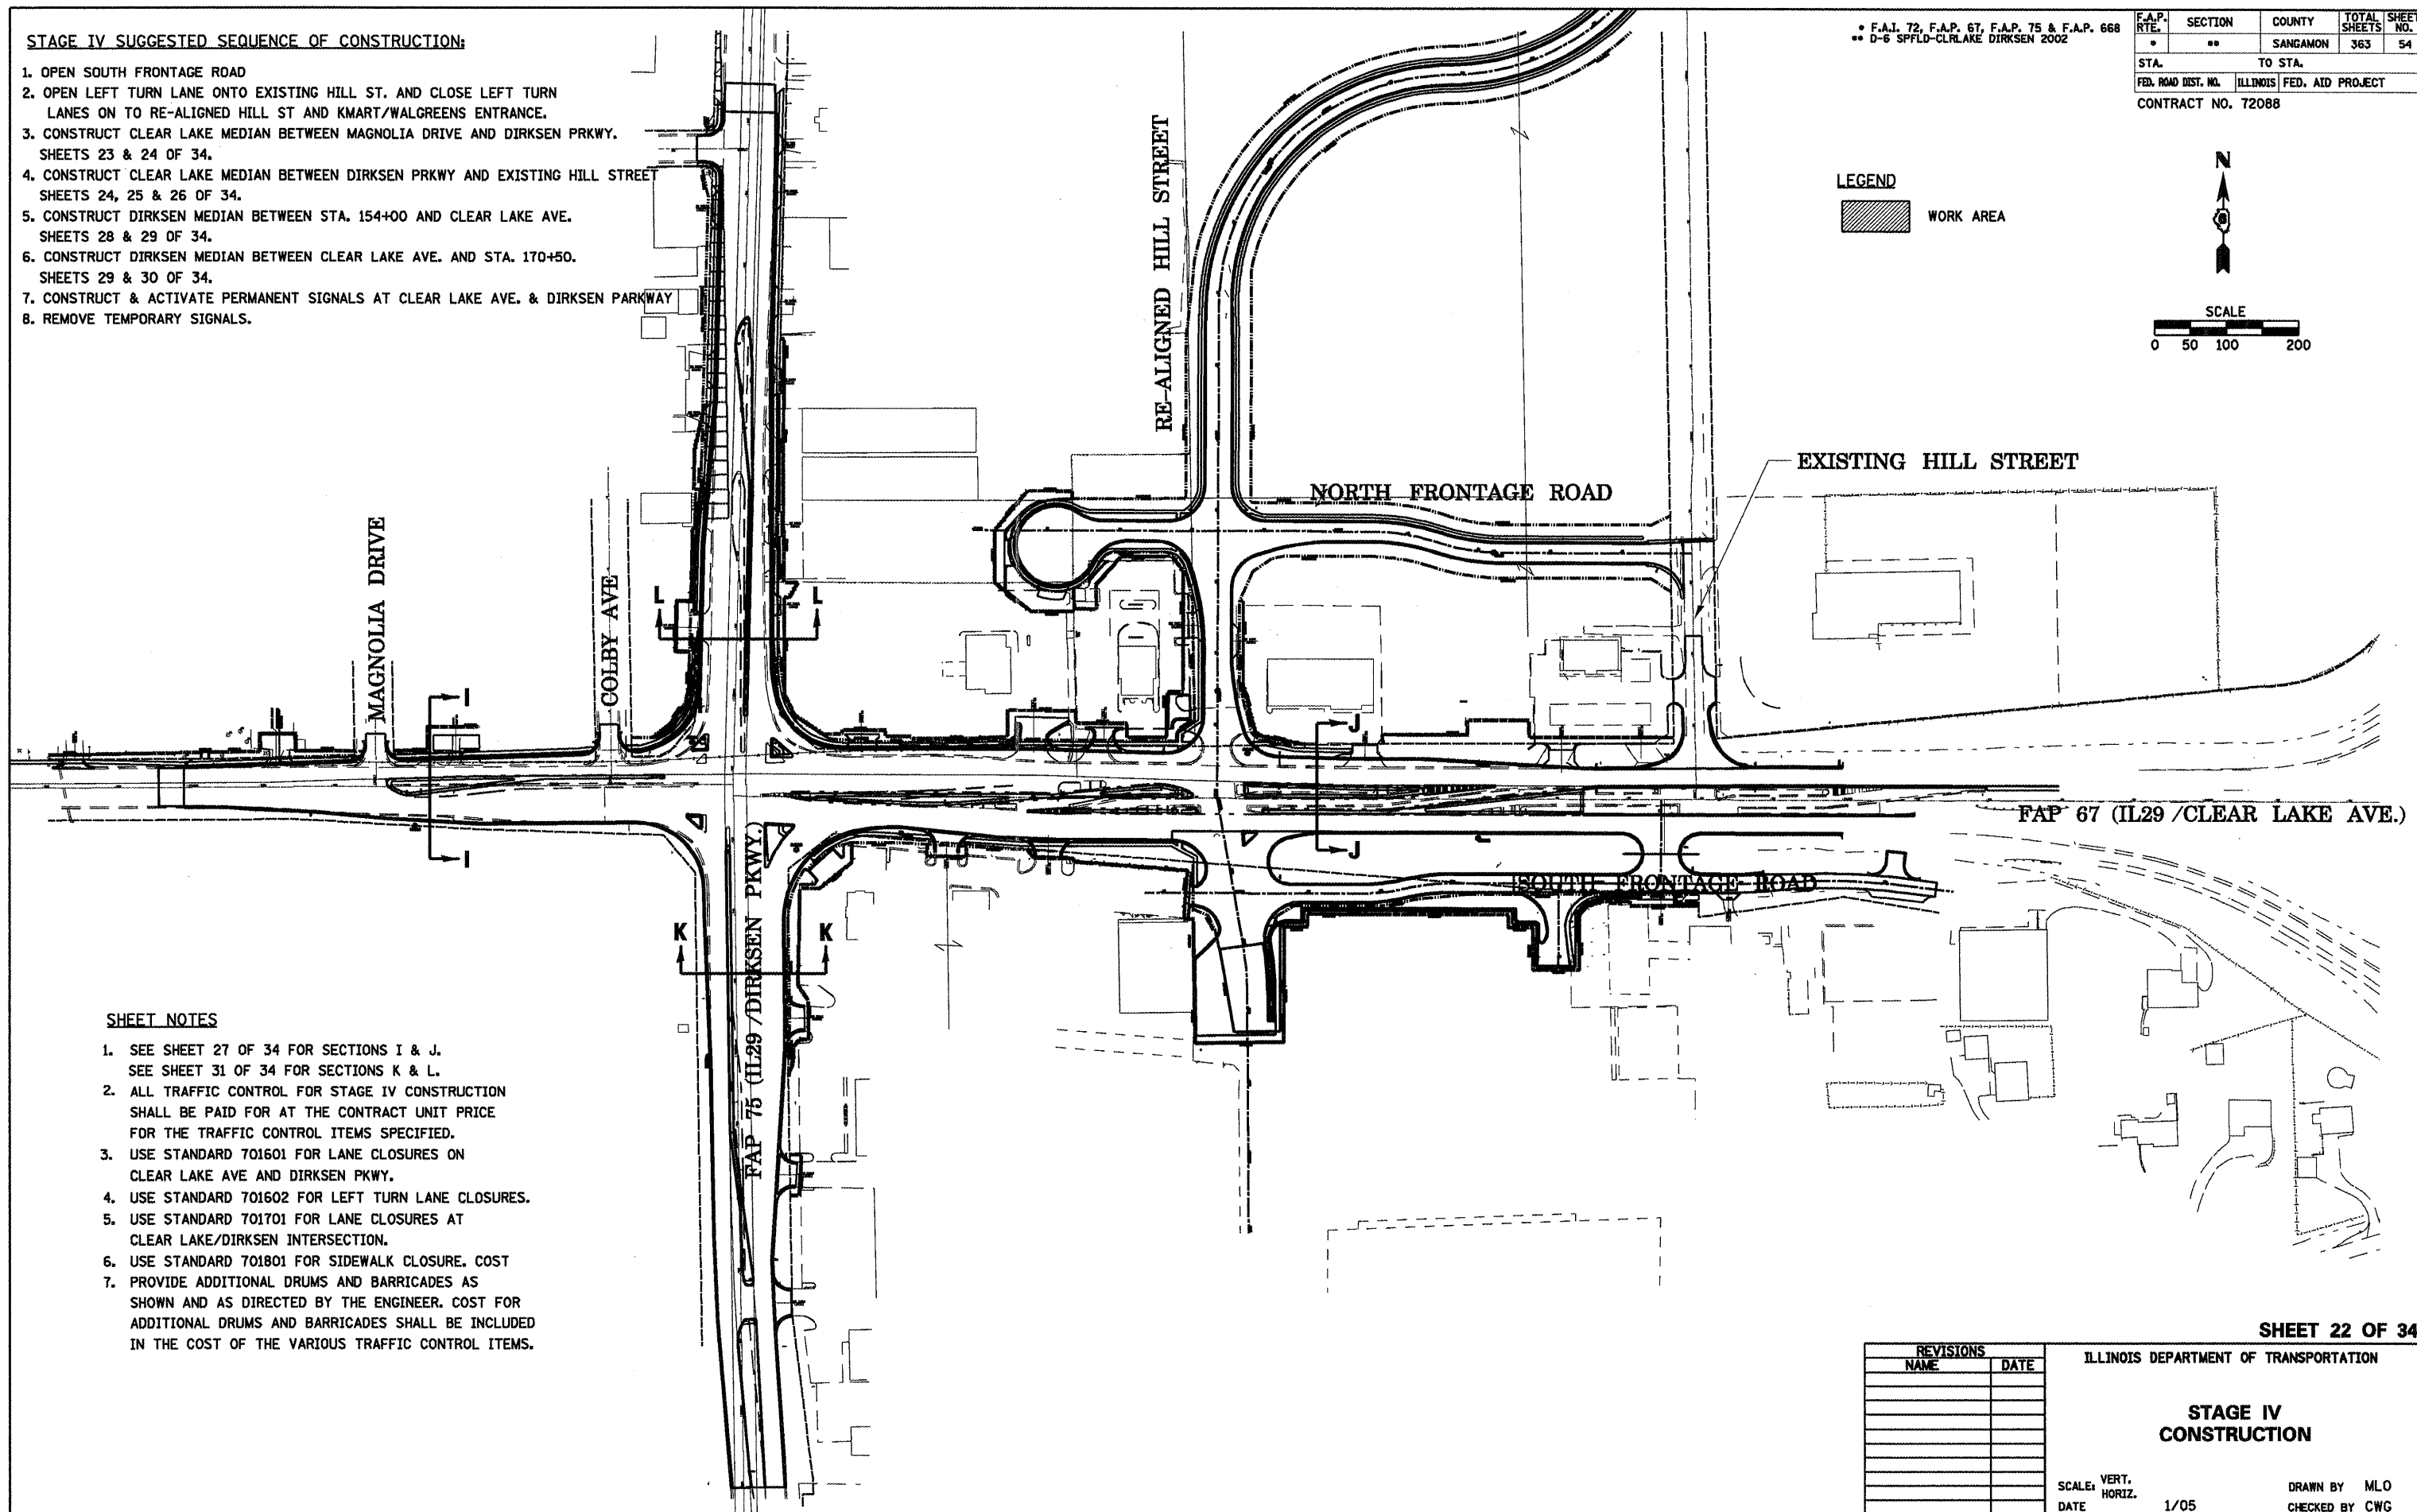 STAGE IV SUGGESTED SEQUENCE OF CONSTRUCTION:
1. OPEN SOUTH FRONTAGE ROAD
2. OPEN LEFT TURN LANE ONTO EXISTING HILL ST. AND CLOSE LEFT TURN
LANES ON TO RE-ALIGNED HILL ST AND KMART/WALGREENS ENTRANCE.
3. CONSTRUCT CLEAR LAKE MEDIAN BETWEEN MAGNOLIA DRIVE AND DIRKSEN PRKWY.
SHEETS 23 & 24 OF 34.
4. CONSTRUCT CLEAR LAKE MEDIAN BETWEEN DIRKSEN PRKWY AND EXISTING HILL STREET
SHEETS 24, 25 & 26 OF 34.
5. CONSTRUCT DIRKSEN MEDIAN BETWEEN STA. 154+00 AND CLEAR LAKE AVE.
SHEETS 28 & 29 OF 34.
6. CONSTRUCT DIRKSEN MEDIAN BETWEEN CLEAR LAKE AVE. AND STA. 170+50.
SHEETS 29 & 30 OF 34.
7. CONSTRUCT & ACTIVATE PERMANENT SIGNALS AT CLEAR LAKE AVE. & DIRKSEN PARKWAY
8. REMOVE TEMPORARY SIGNALS.
* F.A.I. 72, F.A.P. 67, F.A.P. 75 & F.A.P. 668
** D-6 SPFLD-CLRLAKE DIRKSEN 2002
F.A.P. RTE. SECTION COUNTY TOTAL SHEETS SHEET NO.
* ** SANGAMON 363 54
STA. TO STA.
FED. ROAD DIST. NO. ILLINOIS FED. AID PROJECT
CONTRACT NO. 72088
N
LEGEND
WORK AREA
SCALE
0 50 100 200
RE-ALIGNED HILL STREET
EXISTING HILL STREET
NORTH FRONTAGE ROAD
MAGNOLIA DRIVE
COLBY AVE
L L
I
I
J
J
FAP 67 (IL29 /CLEAR LAKE AVE.)
SOUTH FRONTAGE ROAD
K K
FAP 75 (IL29 /DIRKSEN PKWY.)
SHEET NOTES
1. SEE SHEET 27 OF 34 FOR SECTIONS I & J.
SEE SHEET 31 OF 34 FOR SECTIONS K & L.
2. ALL TRAFFIC CONTROL FOR STAGE IV CONSTRUCTION
SHALL BE PAID FOR AT THE CONTRACT UNIT PRICE
FOR THE TRAFFIC CONTROL ITEMS SPECIFIED.
3. USE STANDARD 701601 FOR LANE CLOSURES ON
CLEAR LAKE AVE AND DIRKSEN PKWY.
4. USE STANDARD 701602 FOR LEFT TURN LANE CLOSURES.
5. USE STANDARD 701701 FOR LANE CLOSURES AT
CLEAR LAKE/DIRKSEN INTERSECTION.
6. USE STANDARD 701801 FOR SIDEWALK CLOSURE. COST
7. PROVIDE ADDITIONAL DRUMS AND BARRICADES AS
SHOWN AND AS DIRECTED BY THE ENGINEER. COST FOR
ADDITIONAL DRUMS AND BARRICADES SHALL BE INCLUDED
IN THE COST OF THE VARIOUS TRAFFIC CONTROL ITEMS.
SHEET 22 OF 34
REVISIONS
NAME DATE
ILLINOIS DEPARTMENT OF TRANSPORTATION
STAGE IV
CONSTRUCTION
SCALE: VERT.
HORIZ.
DRAWN BY MLO
DATE 1/05
CHECKED BY CWG